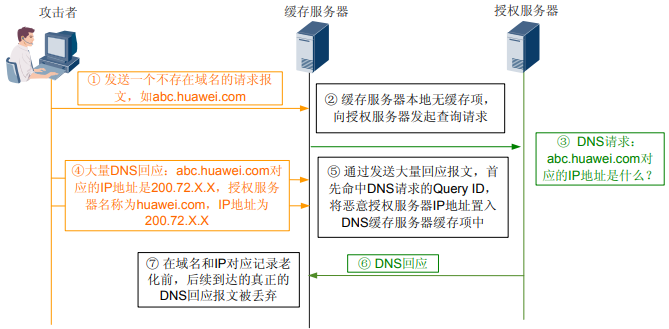 攻击者
缓存服务器
授权服务器
① 发送一个不存在域名的请求报
文，如abc.huawei.com
② 缓存服务器本地无缓存项，
向授权服务器发起查询请求
③ DNS请求：
abc.huawei.com对
应的IP地址是什么？
④大量DNS回应：abc.huawei.com对
应的IP地址是200.72.X.X，授权服务
器名称为huawei.com，IP地址为
200.72.X.X
⑤ 通过发送大量回应报文，首
先命中DNS请求的Query ID，
将恶意授权服务器IP地址置入
DNS缓存服务器缓存项中
⑥ DNS回应
⑦ 在域名和IP对应记录老
化前，后续到达的真正的
DNS回应报文被丢弃